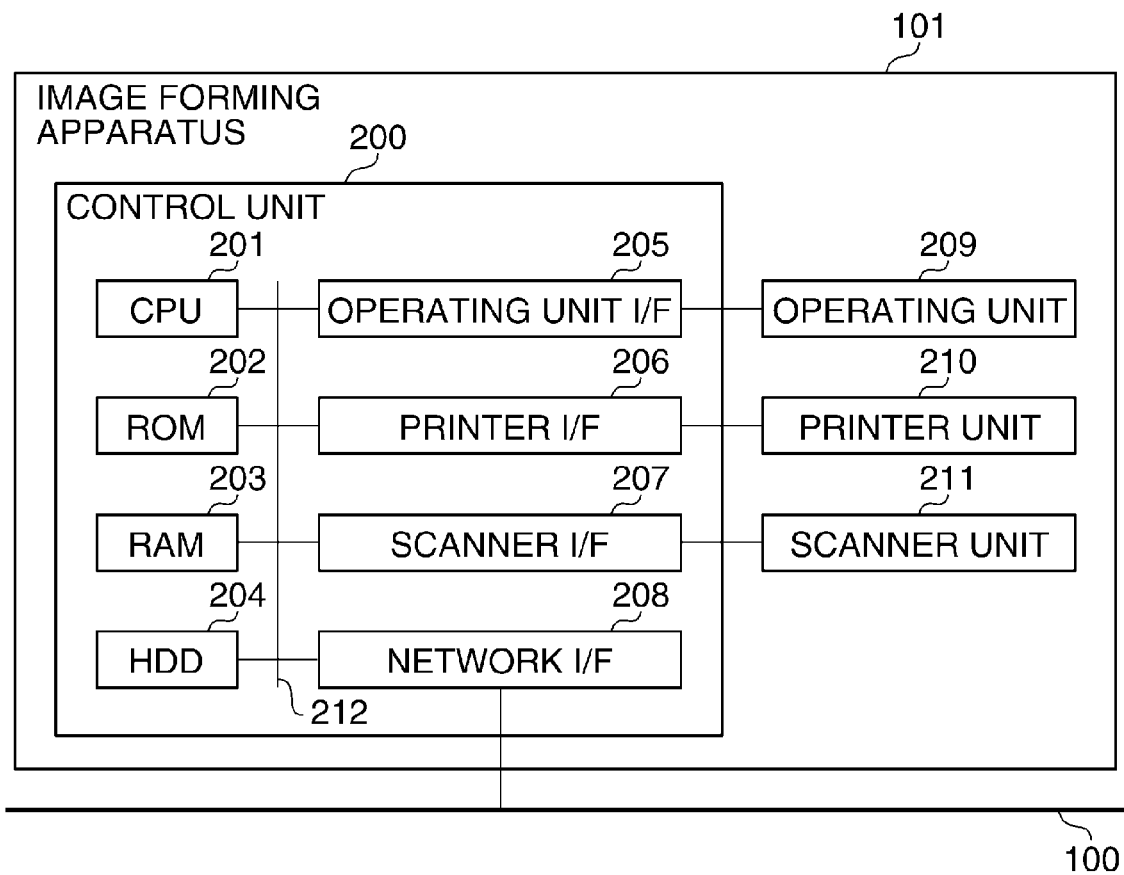 101
IMAGE FORMING
APPARATUS
200
CONTROL UNIT
201
205
209
CPU
OPERATING UNIT I/F
OPERATING UNIT
202
206
210
ROM
PRINTER I/F
PRINTER UNIT
203
207
211
RAM
SCANNER I/F
SCANNER UNIT
204
208
HDD
NETWORK I/F
212
100